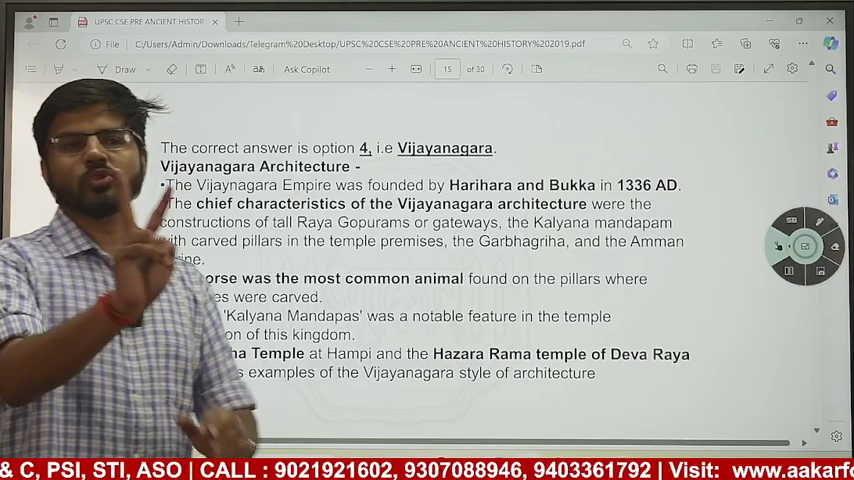 UPSC CSE PRE ANCIENT HISTOR
File
C:/Users/Admin/Downloads/Telegram%20Desktop/UPSC%20CSE%20PRE%20ANCIENT%20HISTORY%202019.pdf
Draw
Ask Copilot
15 of 30
The correct answer is option 4, i.e Vijayanagara.
Vijayanagara Architecture -
•The Vijaynagara Empire was founded by Harihara and Bukka in 1336 AD.
The chief characteristics of the Vijayanagara architecture were the
constructions of tall Raya Gopurams or gateways, the Kalyana mandapam
with carved pillars in the temple premises, the Garbhagriha, and the Amman
rine.
orse was the most common animal found on the pillars where
es were carved.
'Kalyana Mandapas' was a notable feature in the temple
on of this kingdom.
na Temple at Hampi and the Hazara Rama temple of Deva Raya
s examples of the Vijayanagara style of architecture
& C, PSI, STI, ASO | CALL : 9021921602, 9307088946, 9403361792 | Visit: www.aakarfo